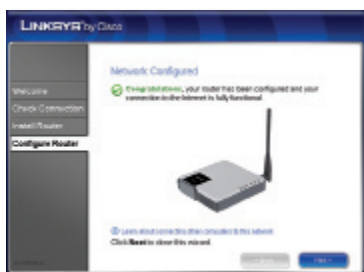 LINKSYS® by Cisco
Network Configured
Congratulations, your router has been configured and your
connection to the Internet is fully functional.
Welcome
Check Connection
Install Router
Configure Router
Learn about connecting other computers to this network
Click Next to close this wizard.
Next